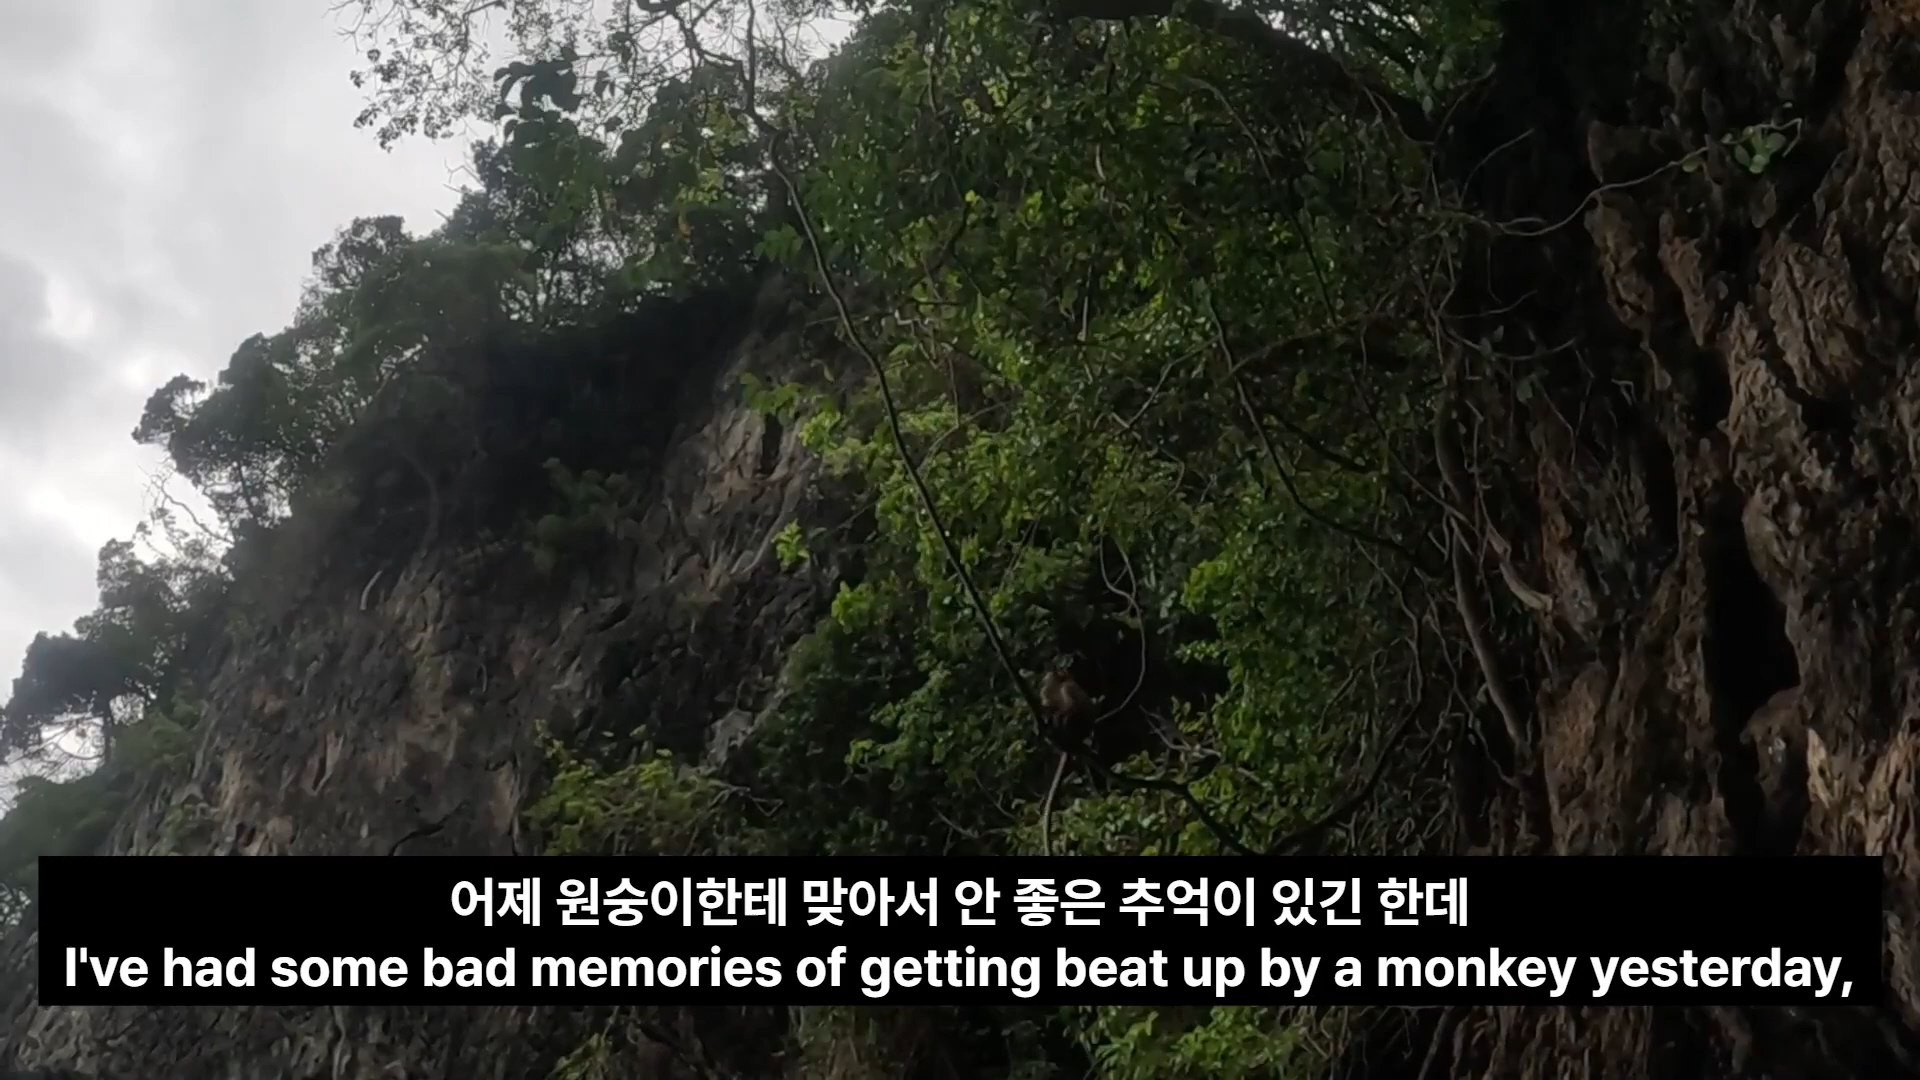 어제 원숭이한테 맞아서 안 좋은 추억이 있긴 한데
I've had some bad memories of getting beat up by a monkey yesterday,